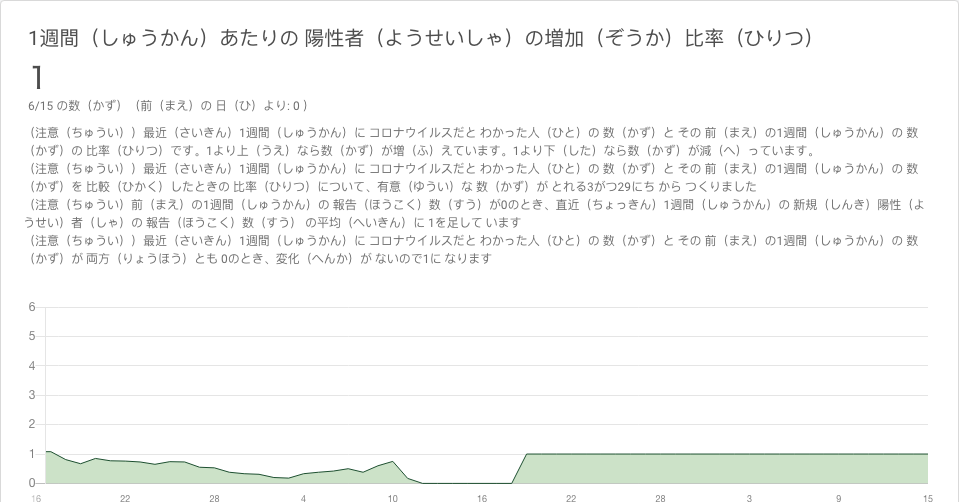 1週間（しゅうかん）あたりの 陽性者（ようせいしゃ）の増加（ぞうか）比率（ひりつ）
1
6/15 の数（かず）（前（まえ）の 日（ひ）より: 0 ）
（注意（ちゅうい））最近（さいきん）1週間（しゅうかん）に コロナウイルスだと わかった人（ひと）の 数（かず）と その 前（まえ）の1週間（しゅうかん）の 数
（かず）の 比率（ひりつ）です。1より上（うえ）なら数（かず）が増（ふ）えています。1より下（した）なら数（かず）が減（へ）っています。
（注意（ちゅうい））最近（さいきん）1週間（しゅうかん）に コロナウイルスだと わかった人（ひと）の 数（かず）と その 前（まえ）の1週間（しゅうかん）の 数
（かず）を 比較（ひかく）したときの 比率（ひりつ）について、有意（ゆうい）な 数（かず）が とれる3がつ29にち から つくりました
（注意（ちゅうい）前（まえ）の1週間（しゅうかん）の 報告（ほうこく）数（すう）が0のとき、直近（ちょっきん）1週間（しゅうかん）の 新規（しんき）陽性（よ
うせい）者（しゃ）の 報告（ほうこく）数（すう） の平均（へいきん）に 1を足して います
（注意（ちゅうい））最近（さいきん）1週間（しゅうかん）に コロナウイルスだと わかった人（ひと）の 数（かず）と その 前（まえ）の1週間（しゅうかん）の 数
（かず）が 両方（りょうほう）とも 0のとき、変化（へんか）が ないので1に なります
6
5
4
3
2
1
0
16 22 28 4 10 16 22 28 3 9 15